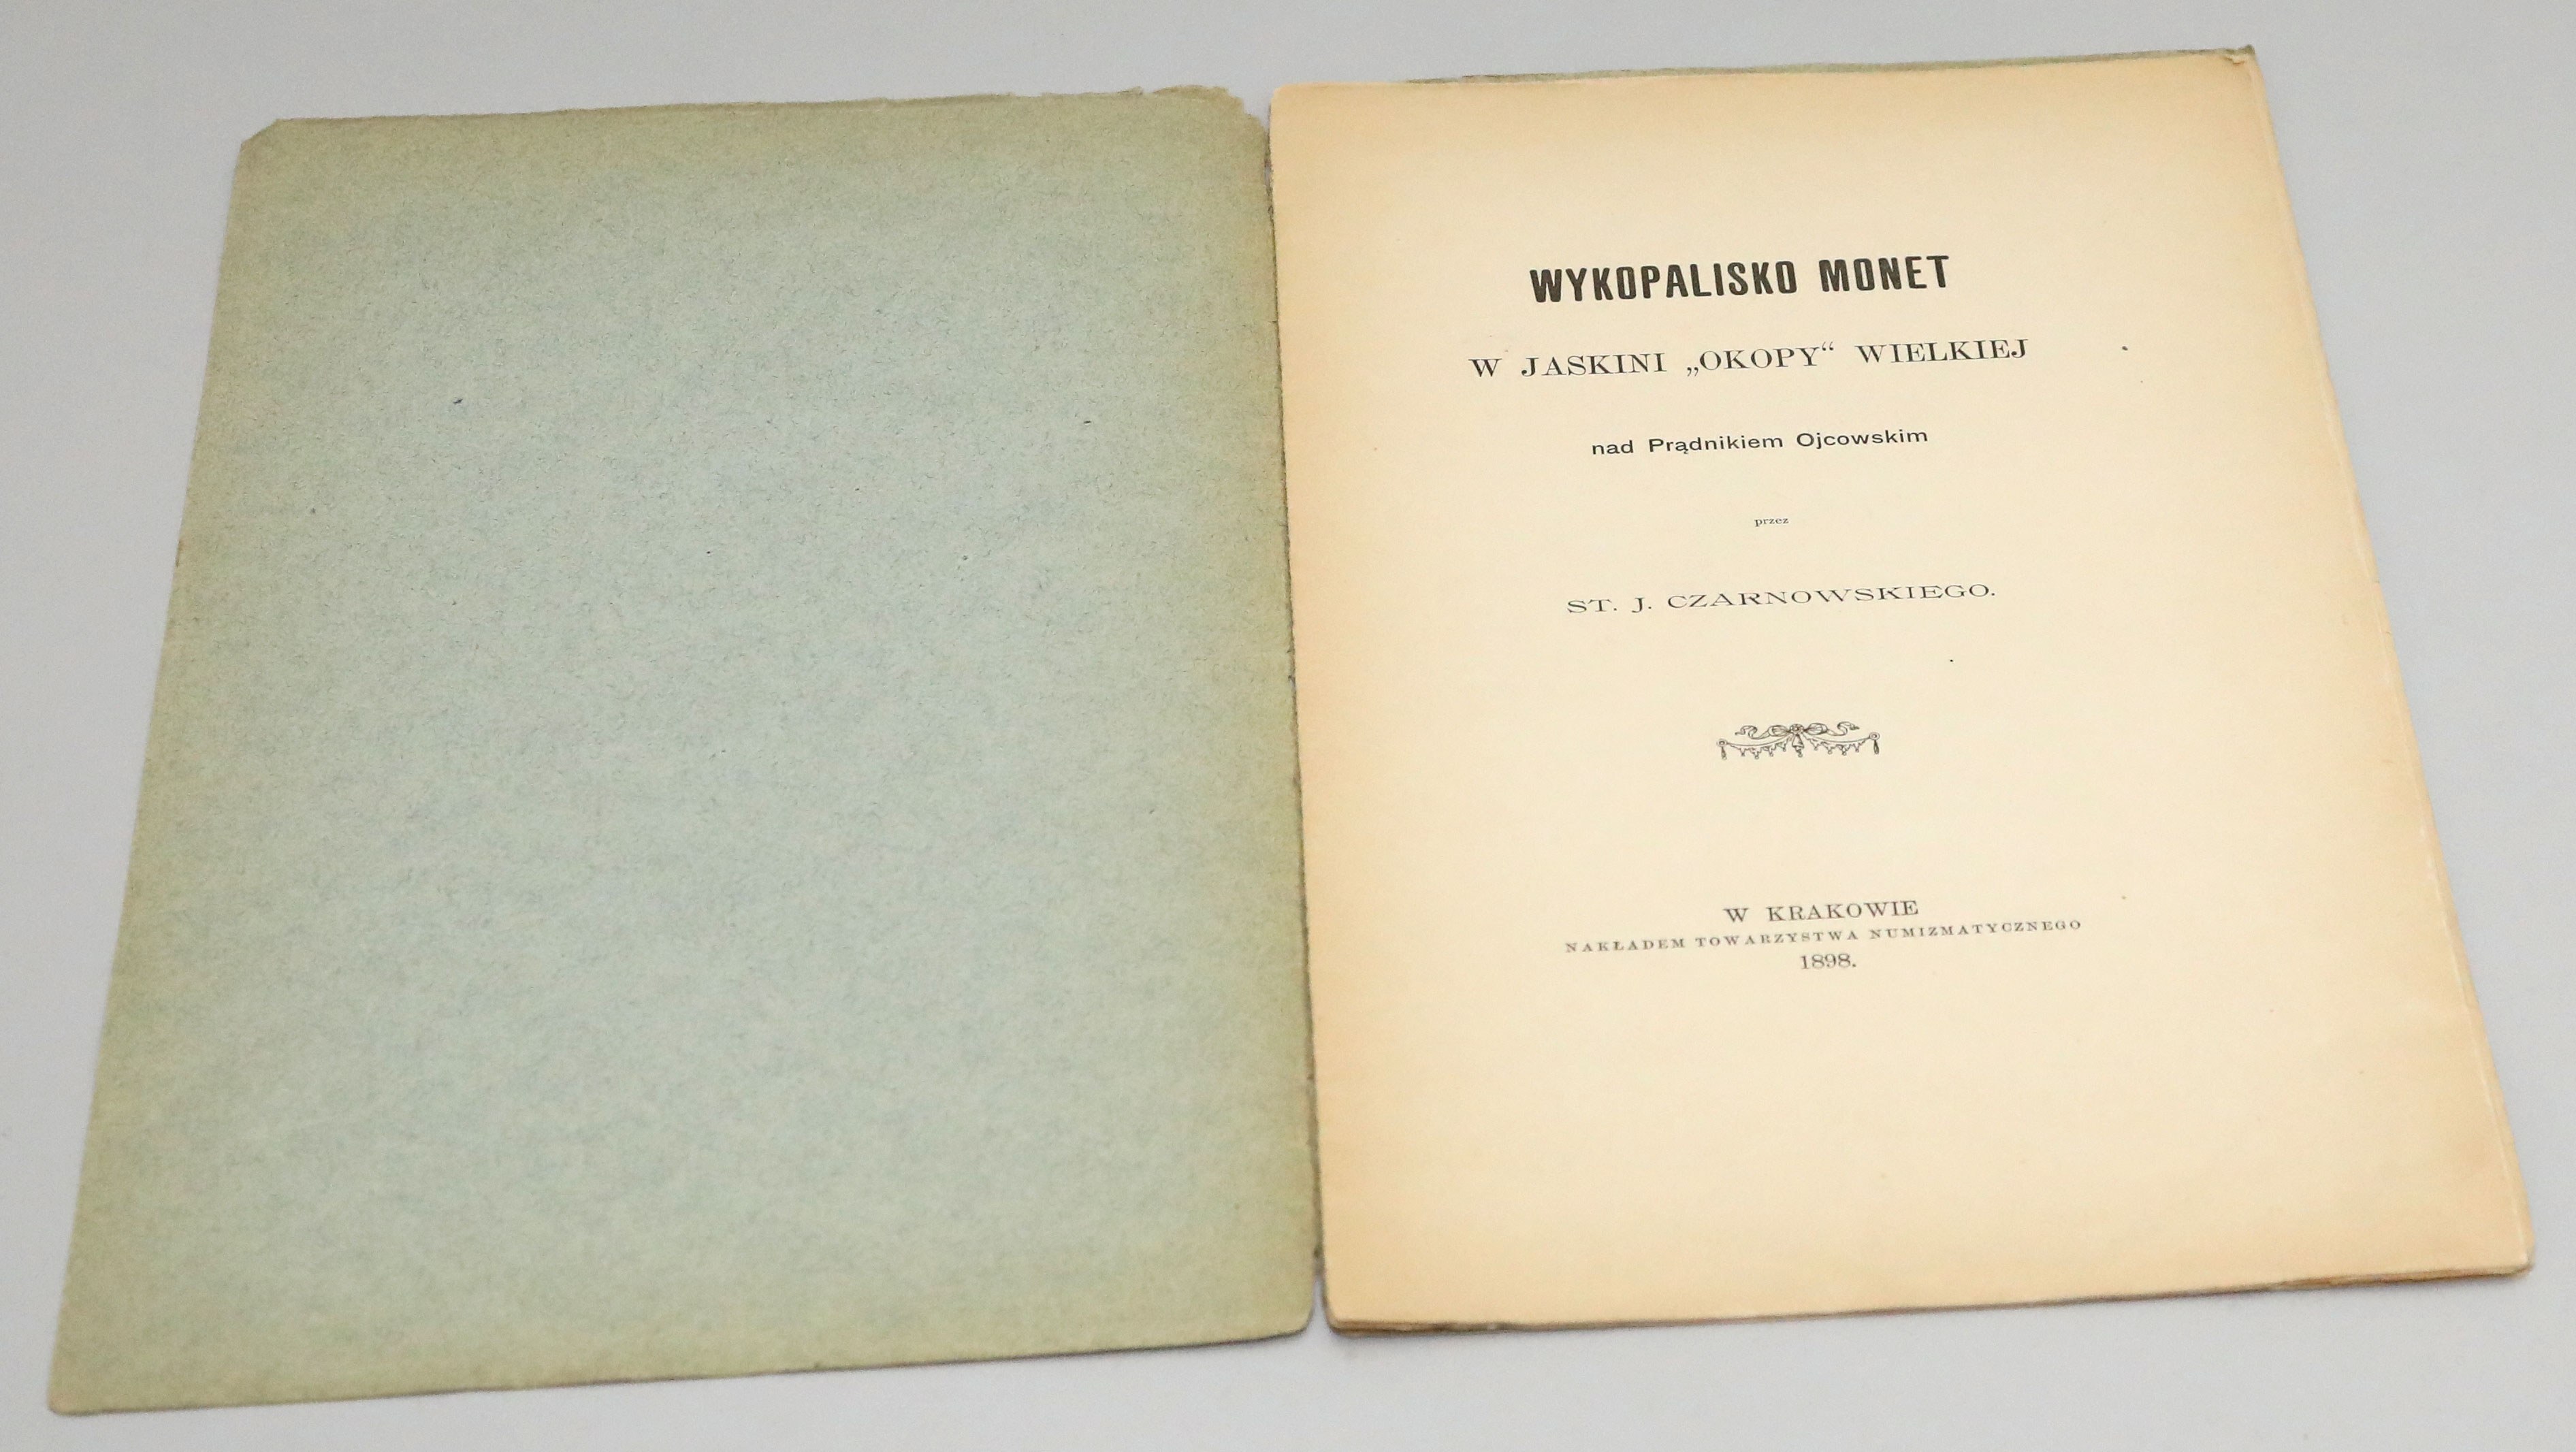 WYKOPALISKO MONET
W JASKINI „OKOPY“ WIELKIEJ
nad Prądnikiem Ojcowskim
przez
ST. J. CZARNOWSKIEGO.
W KRAKOWIE
NAKŁADEM TOWARZYSTWA NUMIZMATYCZNEGO
1898.